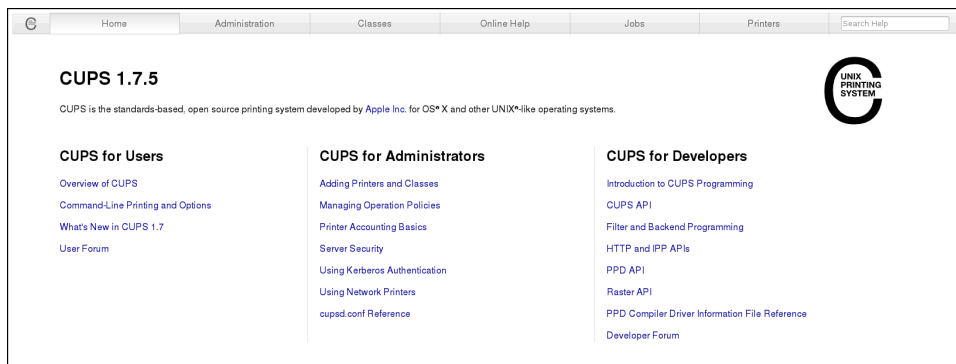 Home Administration Classes Online Help Jobs Printers Search Help
CUPS 1.7.5
UNIX
PRINTING
SYSTEM
CUPS is the standards-based, open source printing system developed by Apple Inc. for OS® X and other UNIX®-like operating systems.
CUPS for Users
Overview of CUPS
Command-Line Printing and Options
What's New in CUPS 1.7
User Forum
CUPS for Administrators
Adding Printers and Classes
Managing Operation Policies
Printer Accounting Basics
Server Security
Using Kerberos Authentication
Using Network Printers
cupsd.conf Reference
CUPS for Developers
Introduction to CUPS Programming
CUPS API
Filter and Backend Programming
HTTP and IPP APIs
PPD API
Raster API
PPD Compiler Driver Information File Reference
Developer Forum